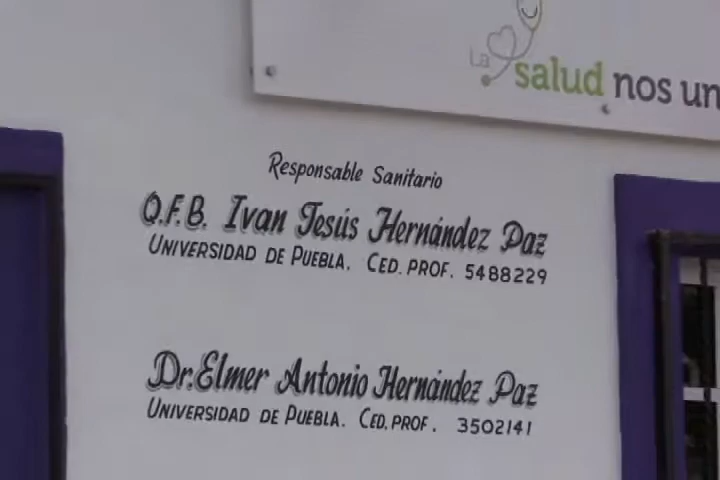 La
salud nos un
Responsable Sanitario
Q.F.B. Ivan Jesús Hernández Paz
UNIVERSIDAD DE PUEBLA. CED. PROF. 5488229
Dr. Elmer Antonio Hernández Paz
UNIVERSIDAD DE PUEBLA. CED. PROF. 3502141